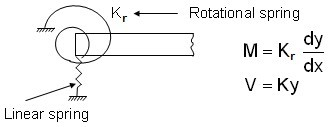 Kr Rotational spring
M = Kr dy/dx
V = Ky
Linear spring